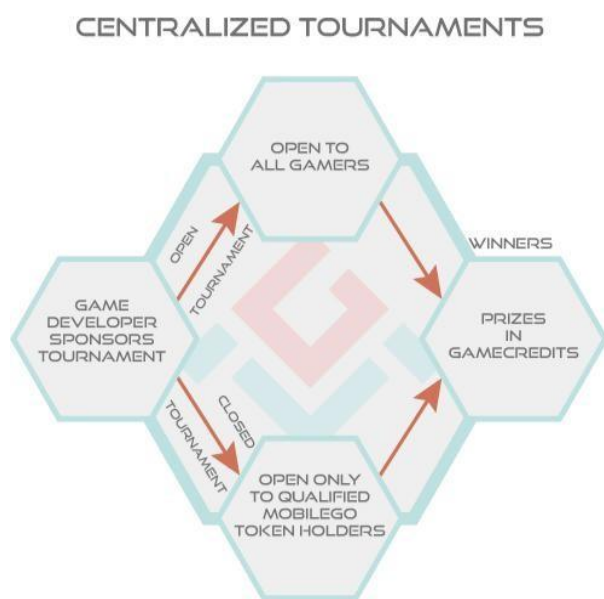 CENTRALIZED TOURNAMENTS
OPEN TO
ALL GAMERS
OPEN
TOURNAMENT
WINNERS
GAME
DEVELOPER
SPONSORS
TOURNAMENT
PRIZES
IN
GAMECREDITS
CLOSED
TOURNAMENT
OPEN ONLY
TO QUALIFIED
MOBILEGO
TOKEN HOLDERS